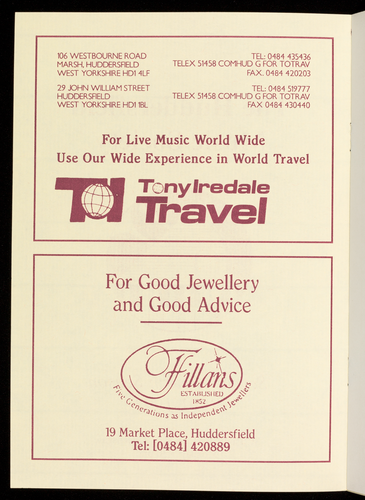 106 WESTBOURNE ROAD TEL: 0484 435436
MARSH, HUDDERSFIELD TELEX 51458 COMHUD G FOR TOTRAV
WEST YORKSHIRE HD1 4LF FAX. 0484 420203
29 JOHN WILLIAM STREET TEL: 0484 519777
HUDDERSFIELD TELEX 51458 COMHUD G FOR TOTRAV
WEST YORKSHIRE HD1 1BL FAX 0484 430440
For Live Music World Wide
Use Our Wide Experience in World Travel
TI Tony Iredale
Travel
For Good Jewellery
and Good Advice
Fillans
ESTABLISHED
1852
Five Generations as Independent Jewellers
19 Market Place, Huddersfield
Tel: [0484] 420889